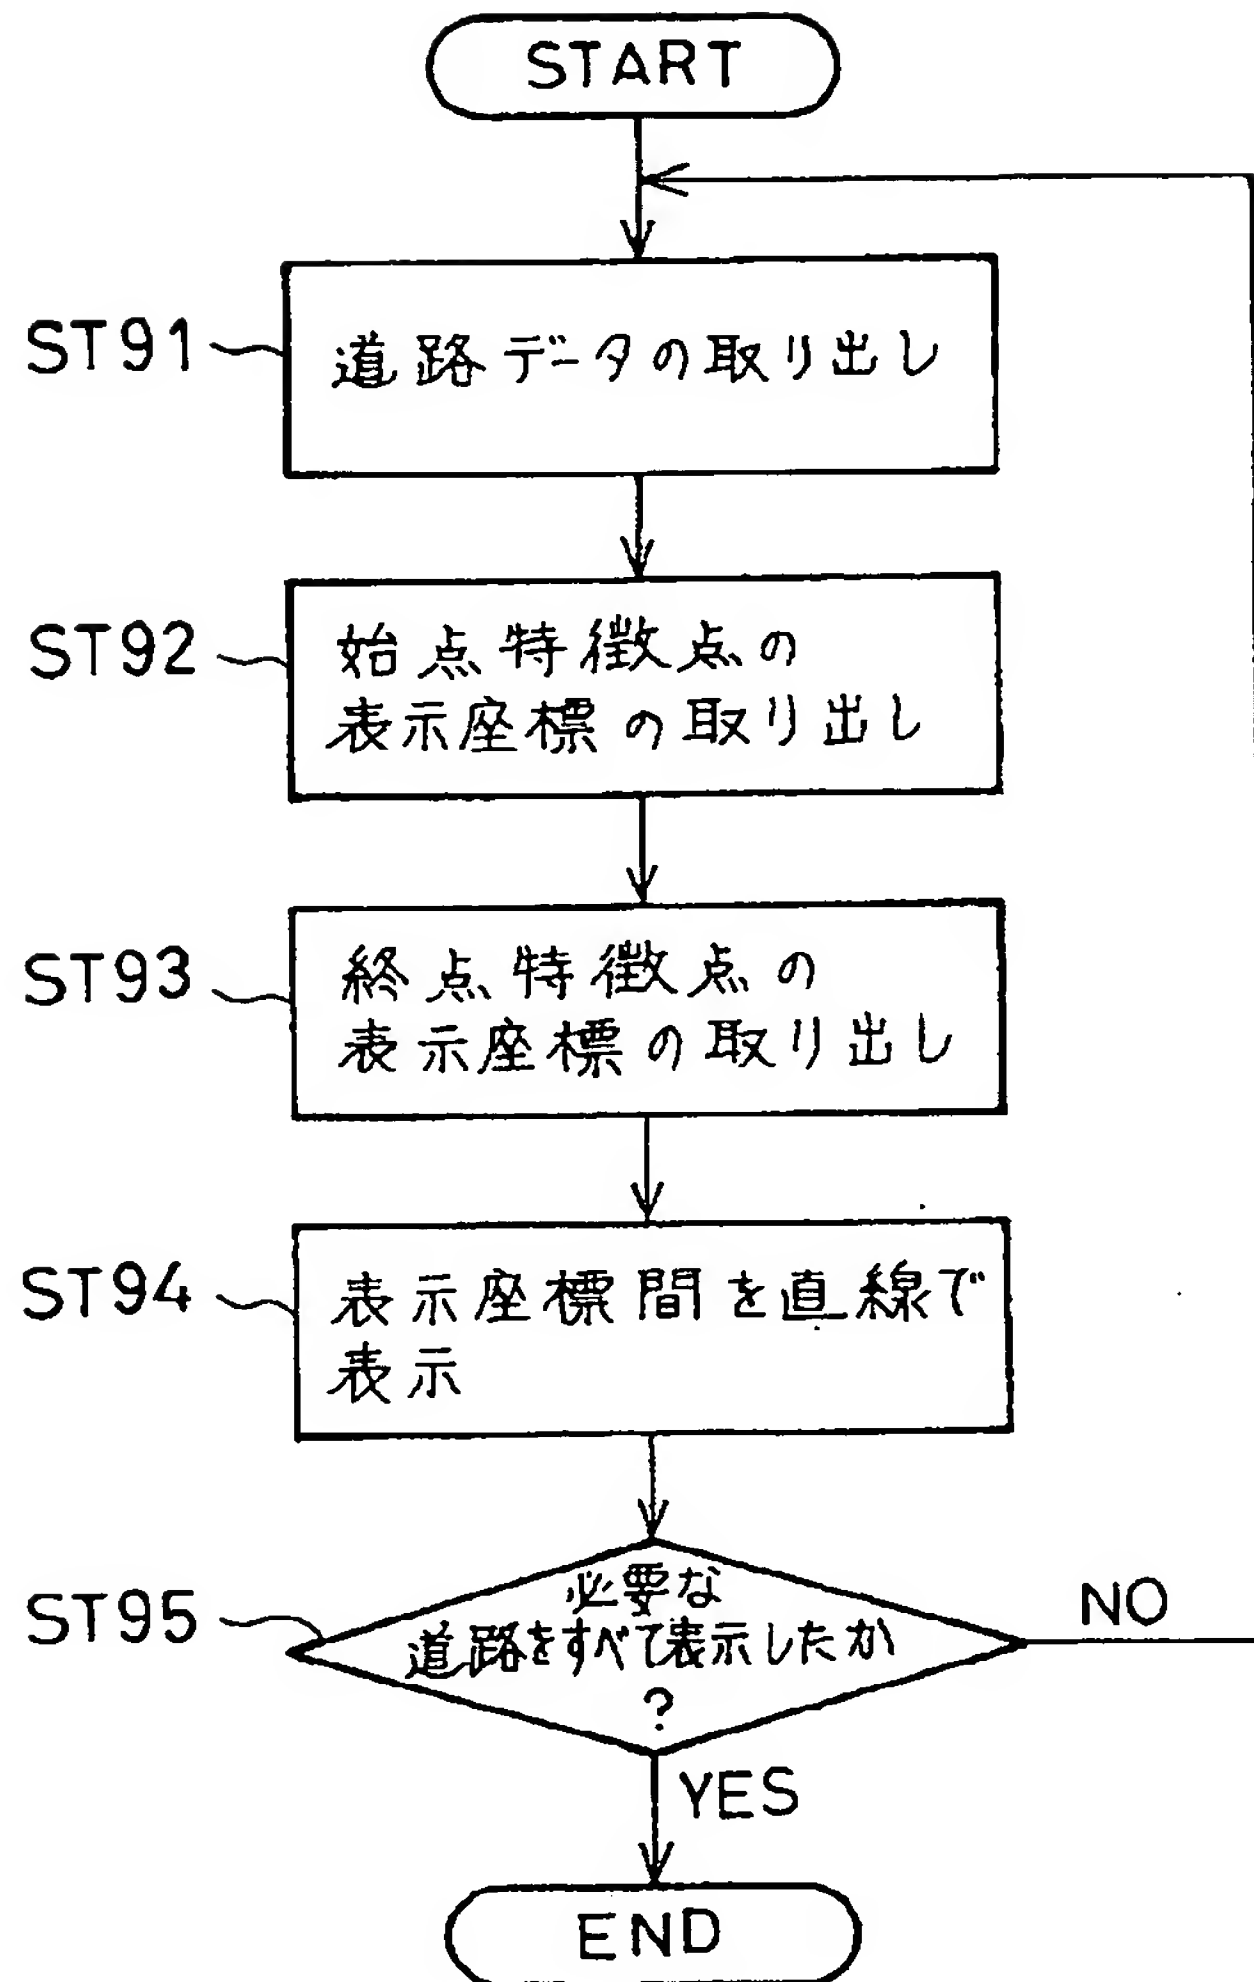 START
ST91
道路データの取り出し
ST92
始点特徴点の
表示座標の取り出し
ST93
終点特徴点の
表示座標の取り出し
ST94
表示座標間を直線で
表示
ST95
必要な
道路をすべて表示したか
?
NO
YES
END